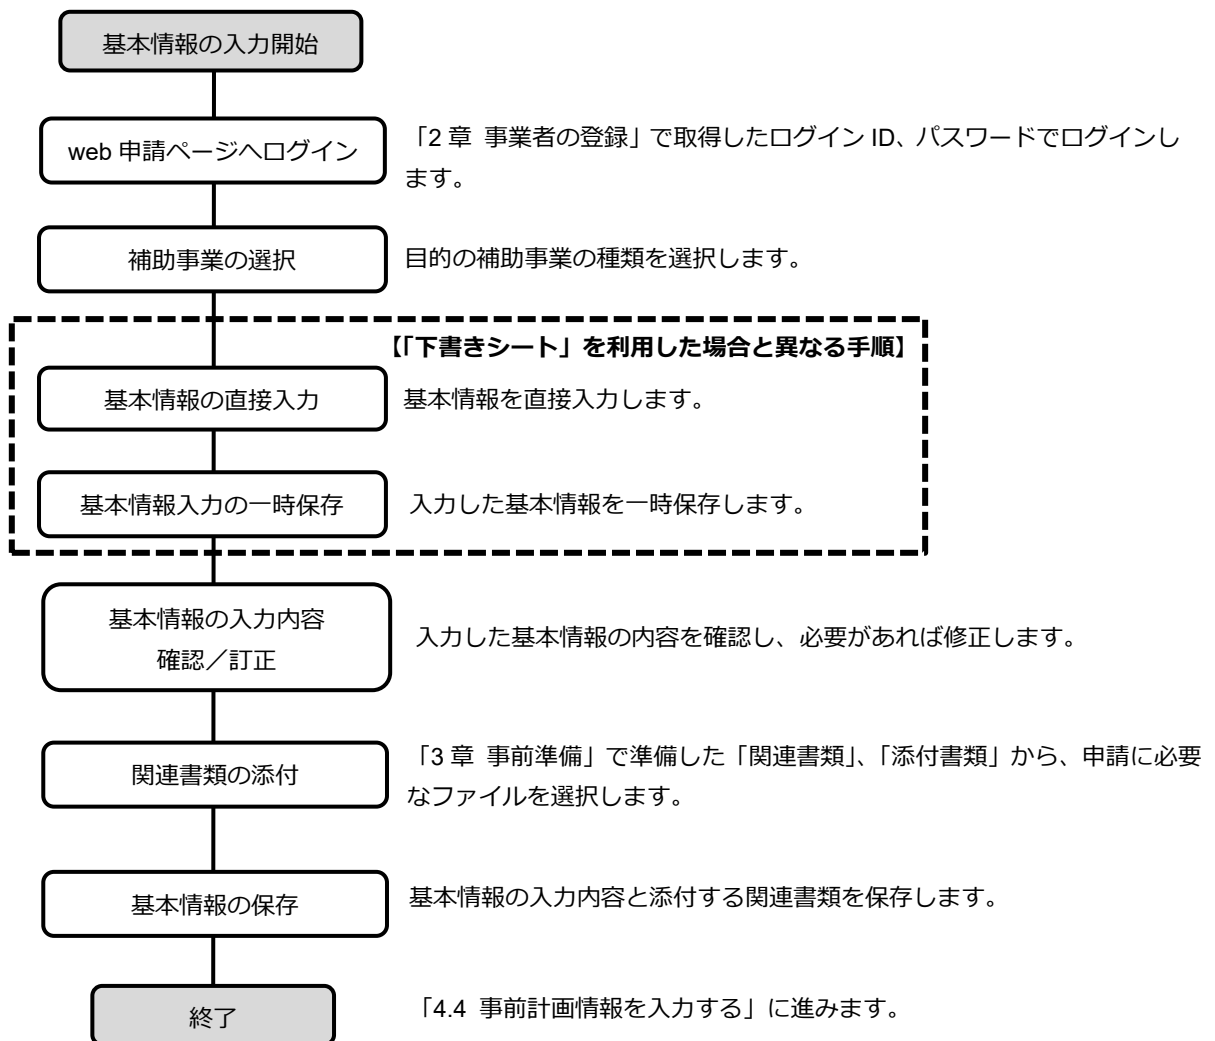 基本情報の入力開始
web 申請ページへログイン
「2 章 事業者の登録」で取得したログイン ID、パスワードでログインし
ます。
補助事業の選択
目的の補助事業の種類を選択します。
【「下書きシート」を利用した場合と異なる手順】
基本情報の直接入力
基本情報を直接入力します。
基本情報入力の一時保存
入力した基本情報を一時保存します。
基本情報の入力内容
確認／訂正
入力した基本情報の内容を確認し、必要があれば修正します。
関連書類の添付
「3 章 事前準備」で準備した「関連書類」、「添付書類」から、申請に必要
なファイルを選択します。
基本情報の保存
基本情報の入力内容と添付する関連書類を保存します。
終了
「4.4 事前計画情報を入力する」に進みます。